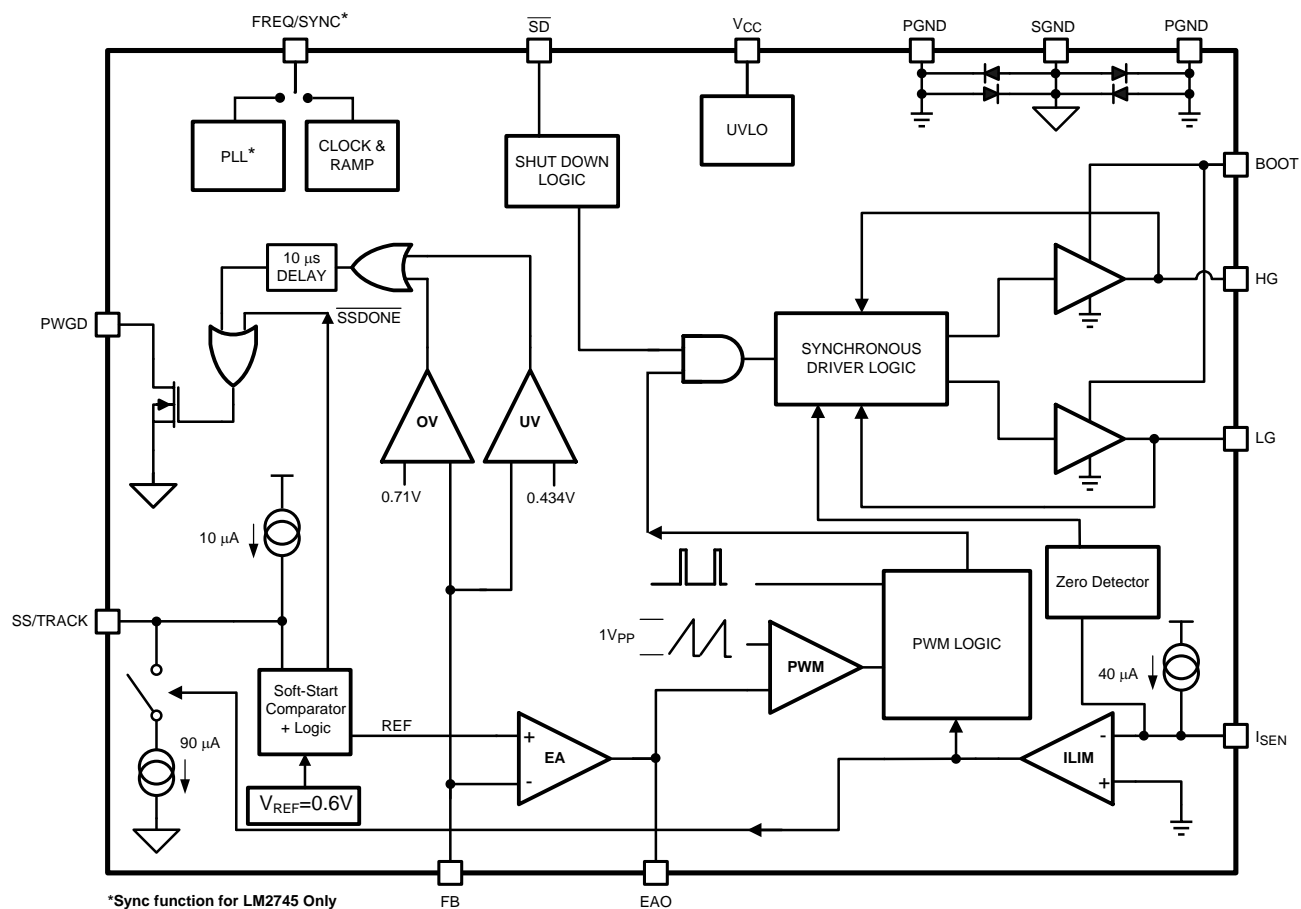 FREQ/SYNC*
SD
VCC
PGND
SGND
PGND
PLL*
CLOCK &
RAMP
SHUT DOWN
LOGIC
UVLO
BOOT
10 μs
DELAY
SSDONE
HG
PWGD
SYNCHRONOUS
DRIVER LOGIC
OV
UV
LG
0.71V
0.434V
10 μA
Zero Detector
SS/TRACK
1VPP
PWM
PWM LOGIC
40 μA
Soft-Start
Comparator
+ Logic
REF
+
EA
-
-
ILIM
+
ISEN
90 μA
VREF=0.6V
*Sync function for LM2745 Only
FB
EAO